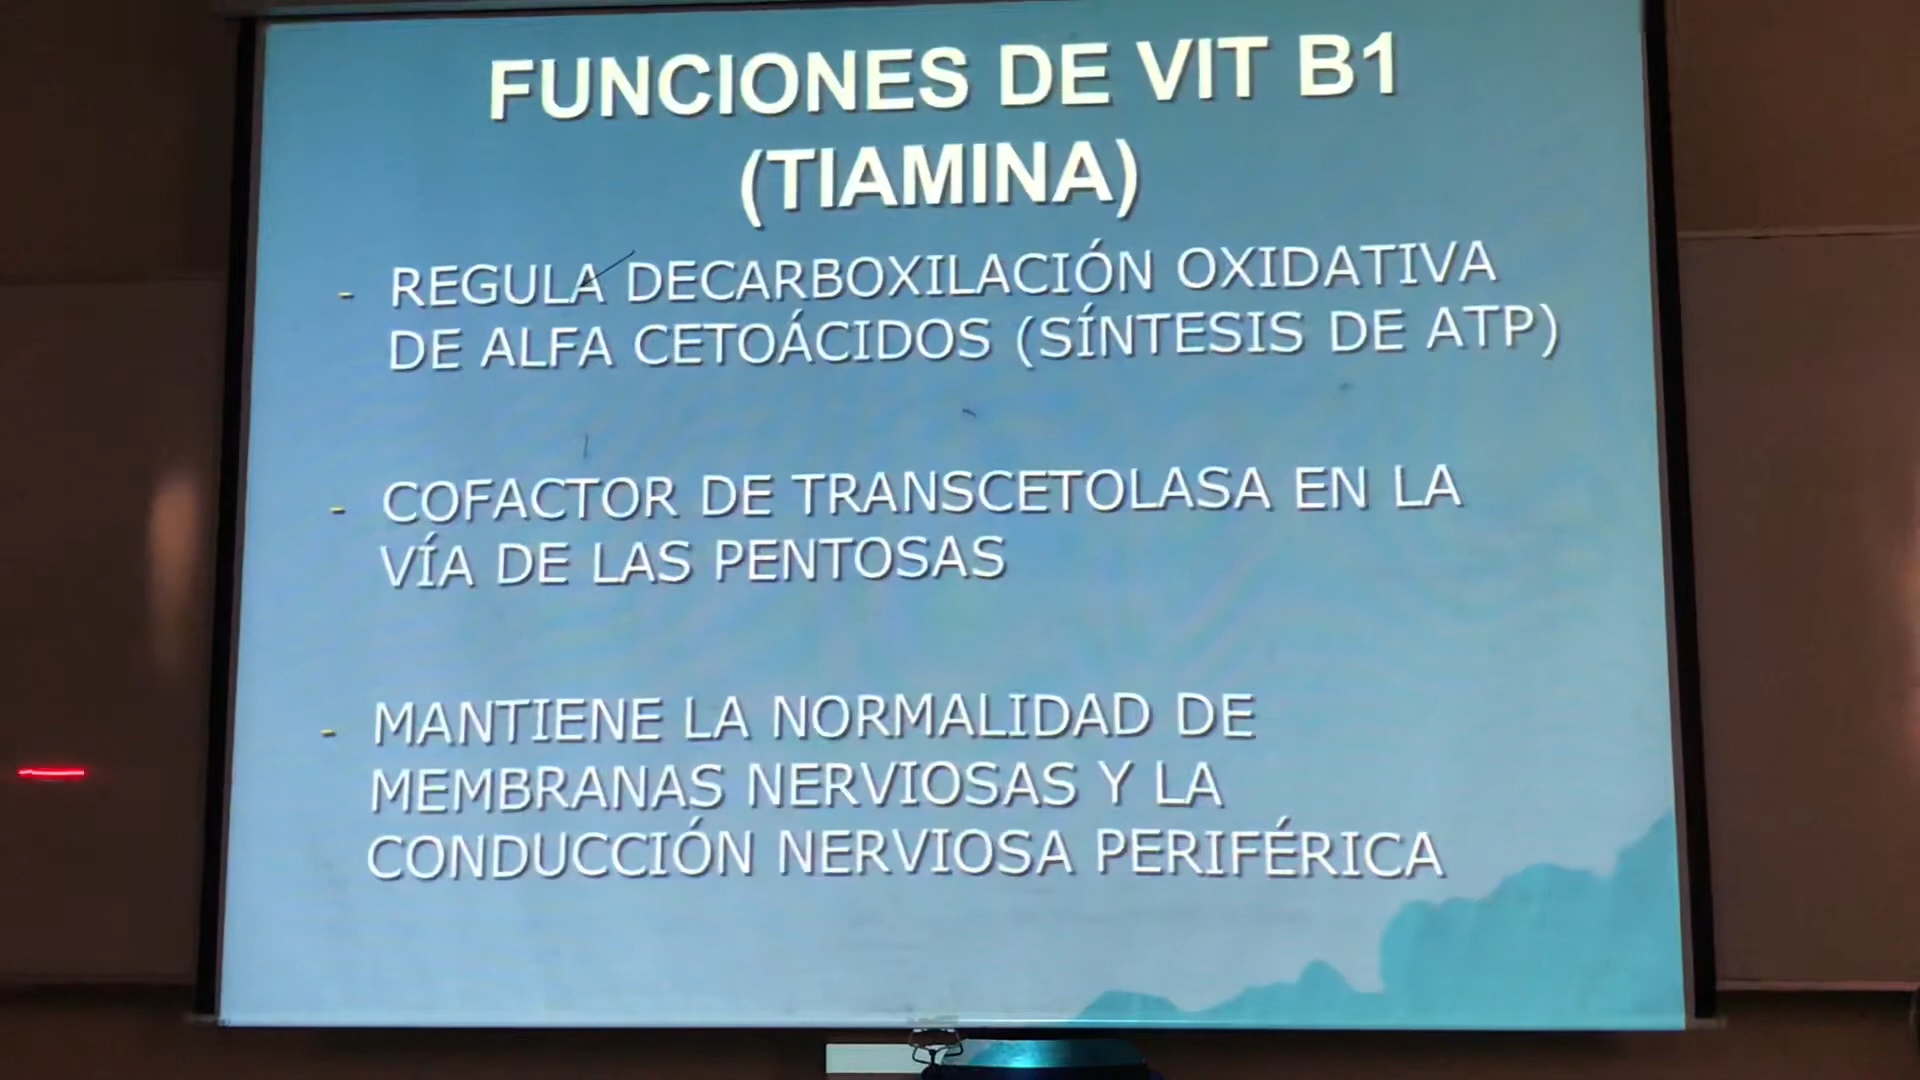 FUNCIONES DE VIT B1
(TIAMINA)
- REGULA DECARBOXILACIÓN OXIDATIVA
DE ALFA CETOÁCIDOS (SÍNTESIS DE ATP)
- COFACTOR DE TRANSCETOLASA EN LA
VÍA DE LAS PENTOSAS
- MANTIENE LA NORMALIDAD DE
MEMBRANAS NERVIOSAS Y LA
CONDUCCIÓN NERVIOSA PERIFÉRICA